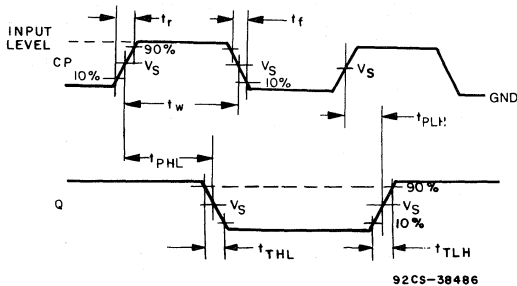 INPUT
LEVEL
CP
10%
90%
VS
tr
tf
VS
10%
tw
VS
GND
tPLH
tPHL
Q
VS
90%
VS
10%
tTHL
tTLH
92CS-38486